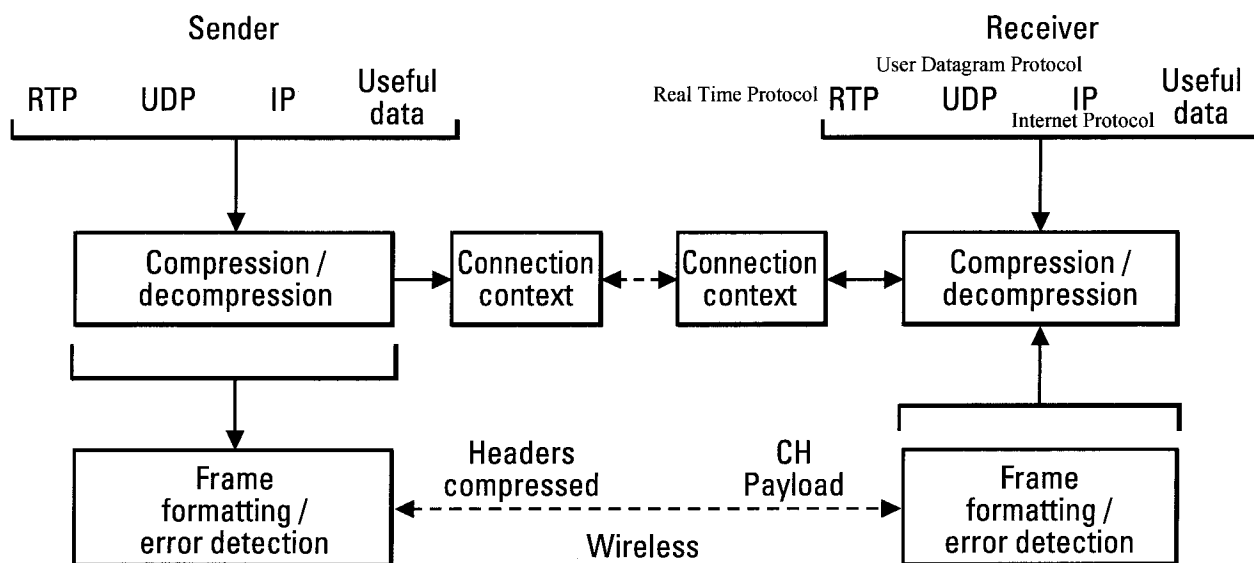 Sender
Receiver
RTP UDP IP Useful data
User Datagram Protocol
Real Time Protocol RTP UDP IP Useful data
Internet Protocol
Compression /
decompression
Connection
context
Connection
context
Compression /
decompression
Frame
formatting /
error detection
Headers
compressed
CH
Payload
Wireless
Frame
formatting /
error detection